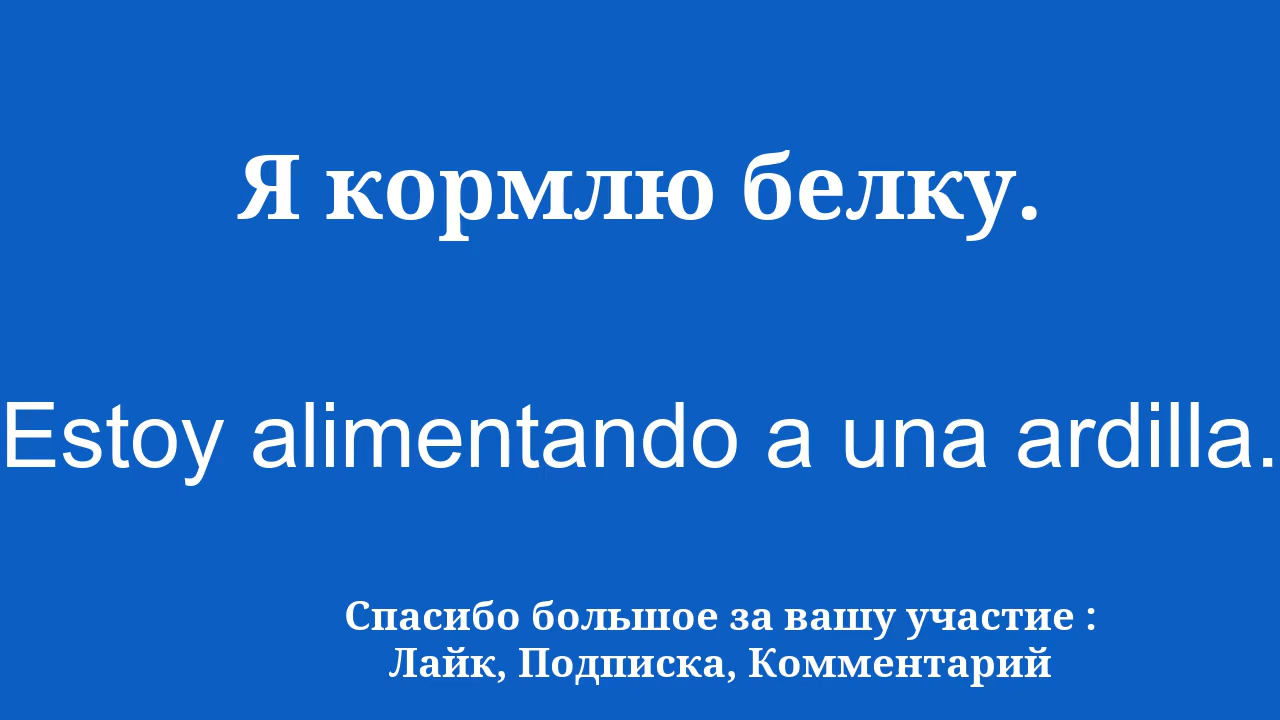 Я кормлю белку.
Estoy alimentando a una ardilla.
Спасибо большое за вашу участие :
Лайк, Подписка, Комментарий